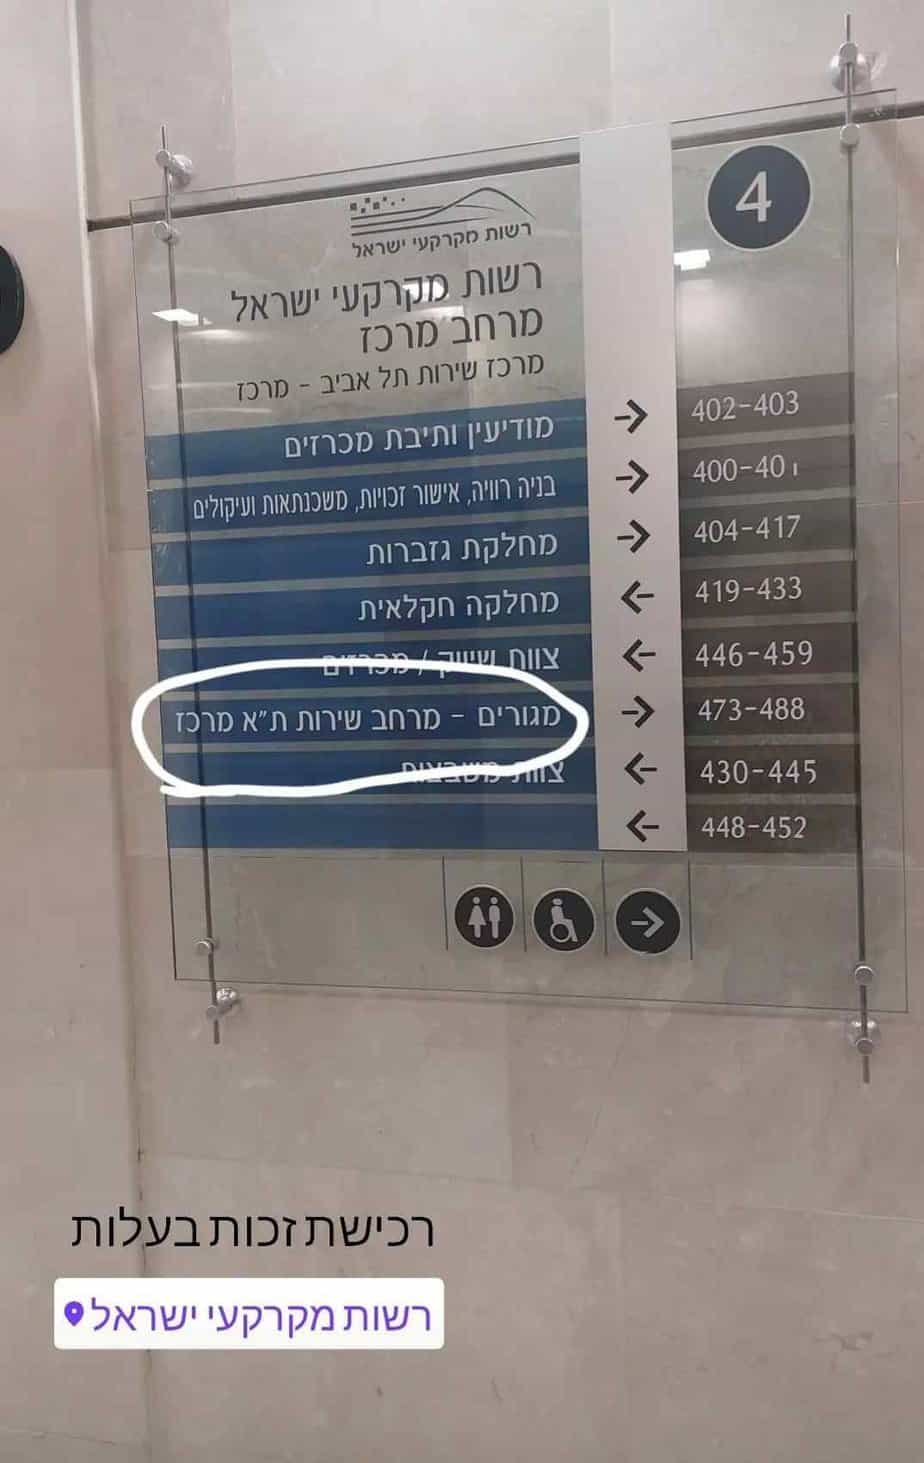 4
רשות מקרקעי ישראל
רשות מקרקעי ישראל
מרחב מרכז
מרכז שירות תל אביב - מרכז
מודיעין ותיבת מכרזים → 402-403
בניה רוויה, אישור זכויות, משכנתאות ועיקולים → 400-401
מחלקת גזברות → 404-417
מחלקה חקלאית ← 419-433
צוות שיווק / מכרזים ← 446-459
מגורים - מרחב שירות ת״א מרכז → 473-488
צוות משבצות ← 430-445
← 448-452
→
רכישת זכות בעלות
רשות מקרקעי ישראל